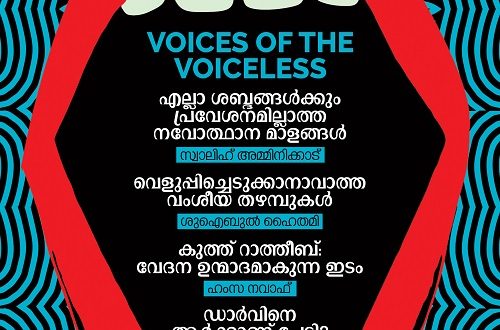 VOICES OF THE
VOICELESS
എല്ലാ ശബ്ദങ്ങൾക്കും
പ്രവേശനമില്ലാത്ത
നവോത്ഥാന മാളങ്ങൾ
സ്വാലിഹ് അമ്മിനിക്കാട്
വെളുപ്പിച്ചെടുക്കാനാവാത്ത
വംശീയ തഴമ്പുകൾ
ശുഐബുൽ ഹൈതമി
കുത്ത് റാത്തീബ്:
വേദന ഉന്മാദമാകുന്ന ഇടം
ഹംസ നവാഫ്
ഡാർവിനെ